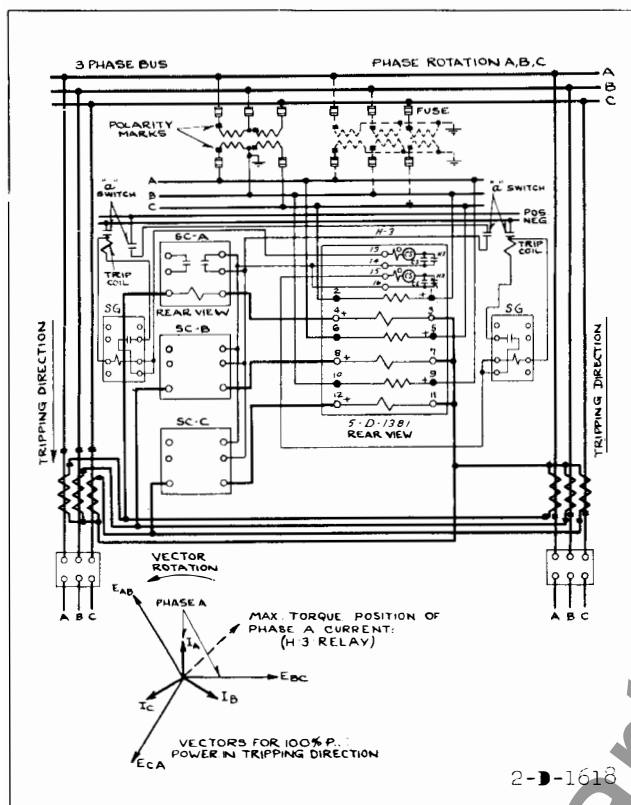 3 PHASE BUS
PHASE ROTATION A,B,C
A
B
C
FUSE
POLARITY
MARKS
A
B
C
"a"
SWITCH
"a"
SWITCH
POS
NEG
H-3
TRIP
COIL
TRIP
COIL
SC-A
REAR VIEW
SG
SC-B
SC-C
SG
13
14
15
16
2
4 + 3
6 + 5
8 + 7
10 + 9
12 + 11
5-D-1381
REAR VIEW
TRIPPING DIRECTION
TRIPPING DIRECTION
A B C
A B C
VECTOR
ROTATION
EAB
PHASE A
MAX. TORQUE POSITION OF
PHASE A CURRENT:
(H-3 RELAY)
IA
EBC
IC
IB
ECA
VECTORS FOR 100% P..
POWER IN TRIPPING DIRECTION
2-D-1618